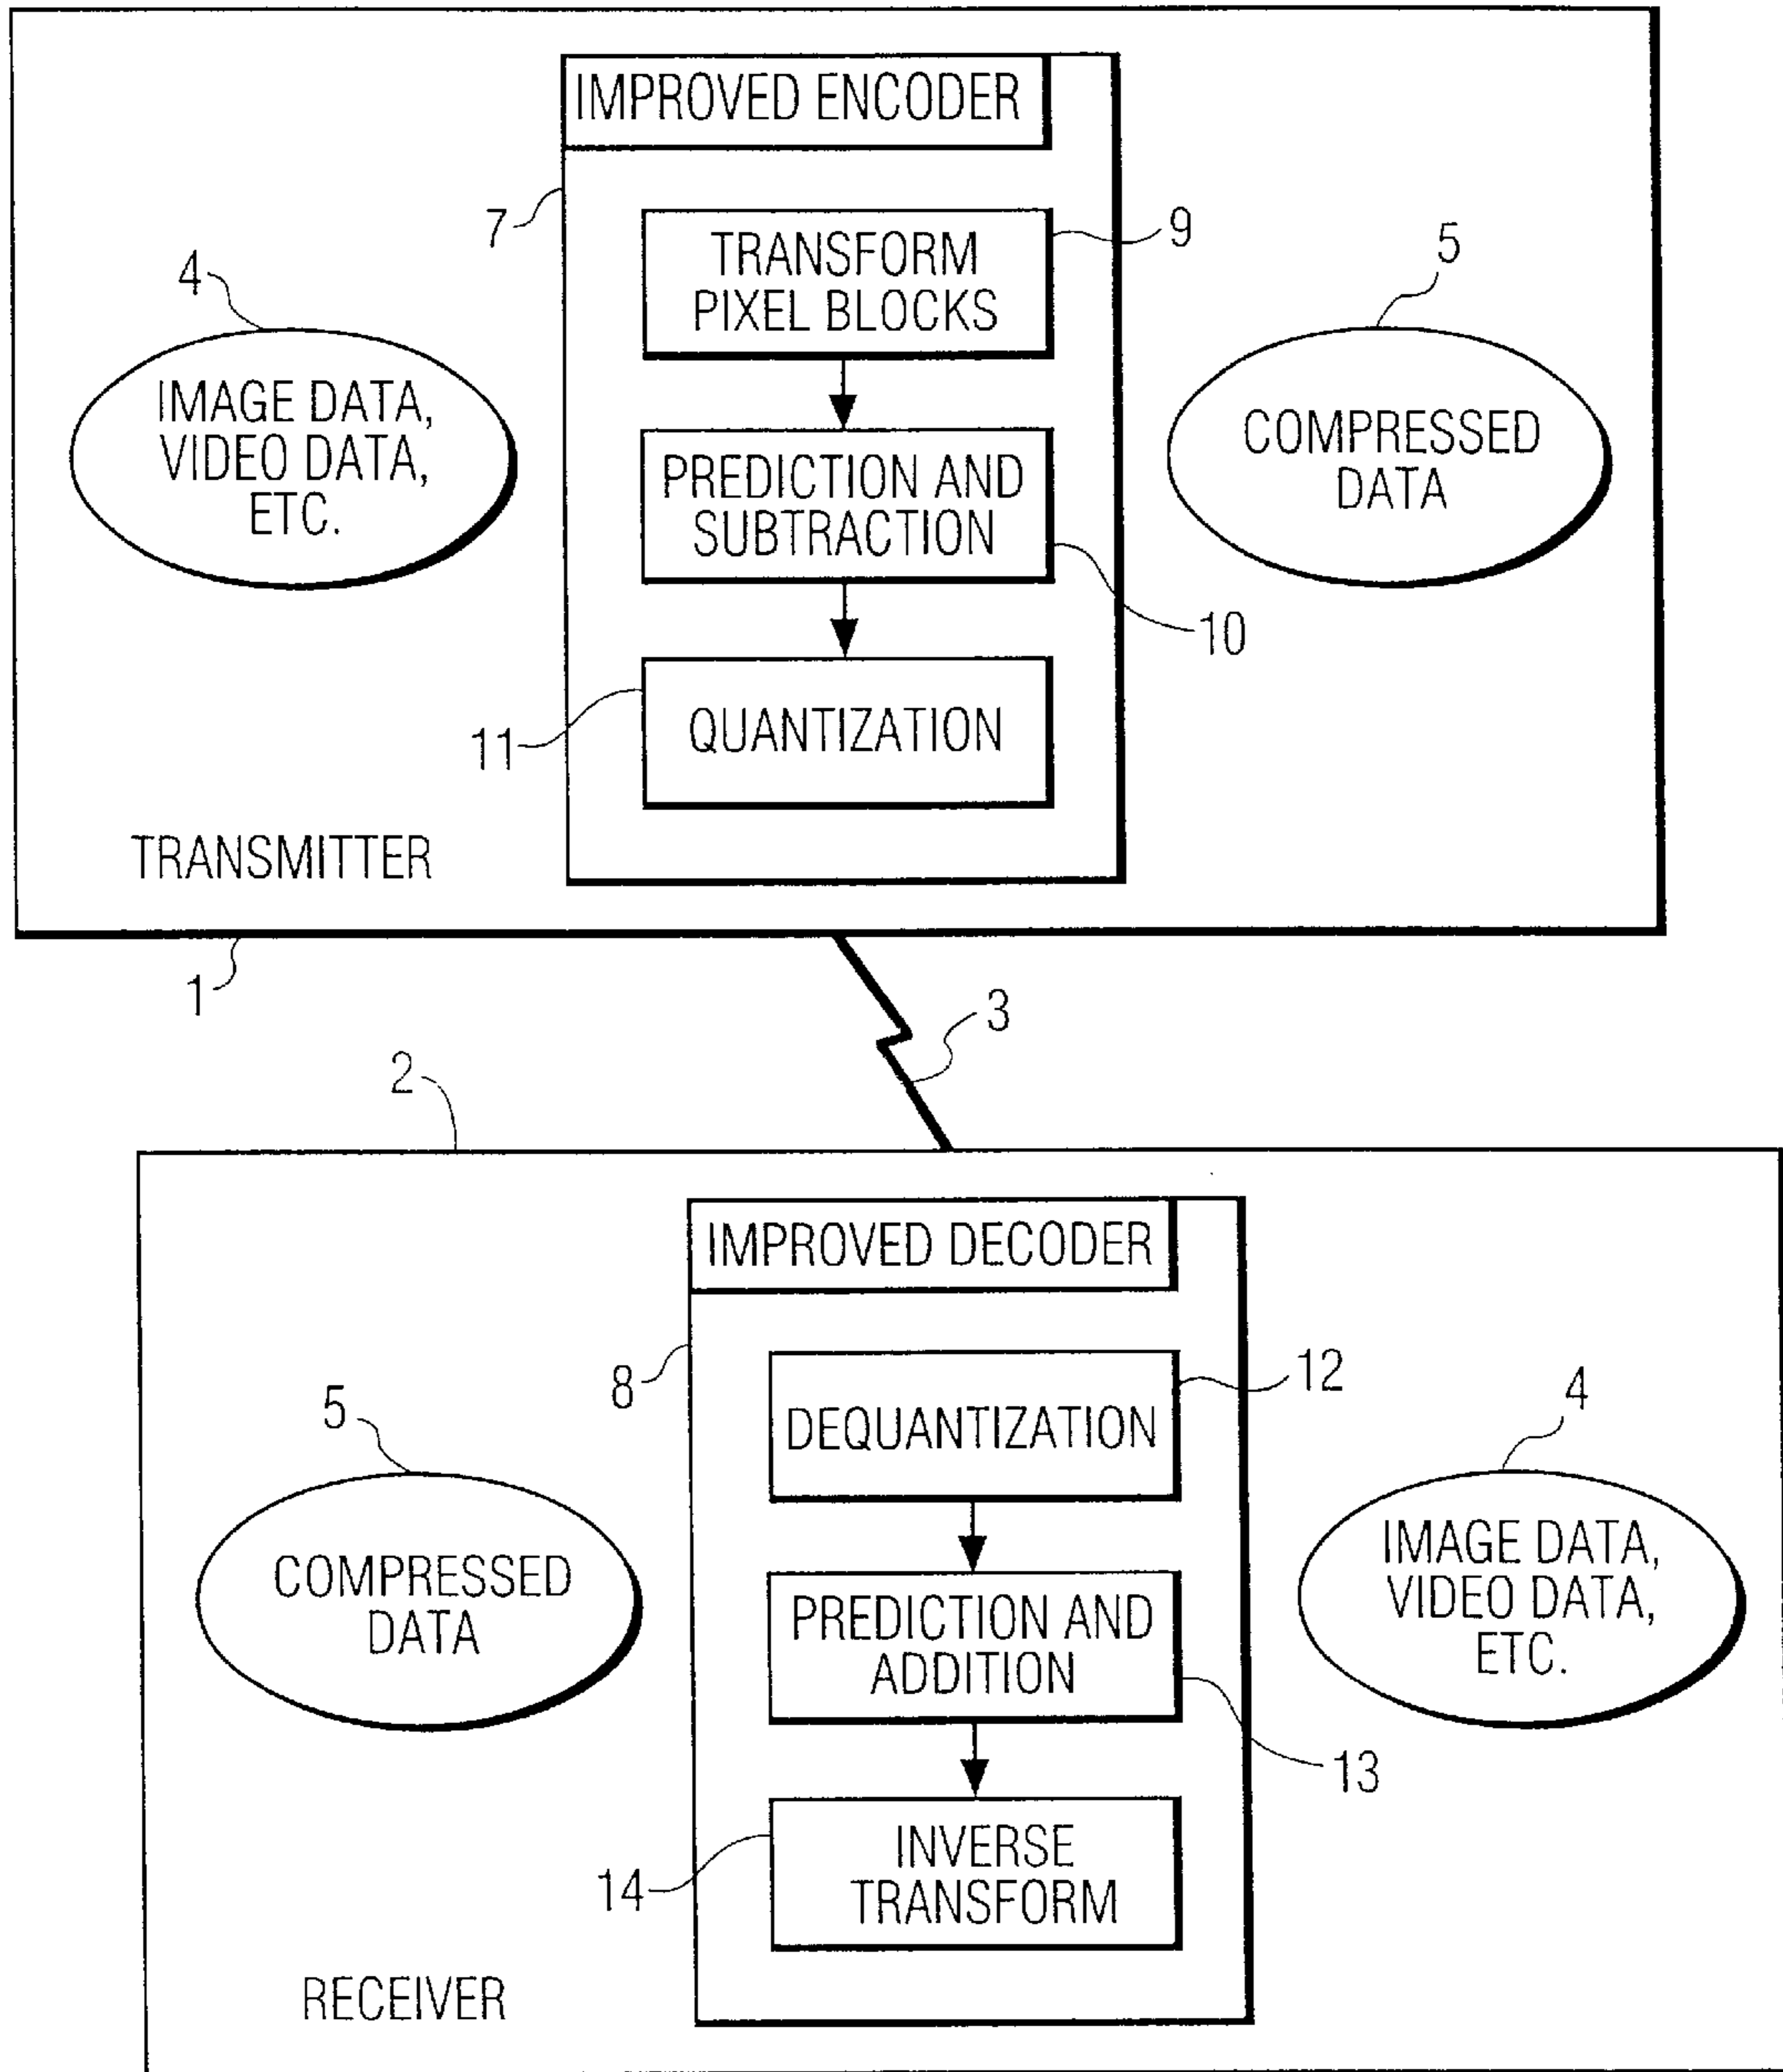 IMPROVED ENCODER
7
9
TRANSFORM
PIXEL BLOCKS
4
5
IMAGE DATA,
VIDEO DATA,
ETC.
PREDICTION AND
SUBTRACTION
COMPRESSED
DATA
10
11
QUANTIZATION
TRANSMITTER
1
3
2
IMPROVED DECODER
8
12
DEQUANTIZATION
5
4
COMPRESSED
DATA
PREDICTION AND
ADDITION
IMAGE DATA,
VIDEO DATA,
ETC.
13
14
INVERSE
TRANSFORM
RECEIVER